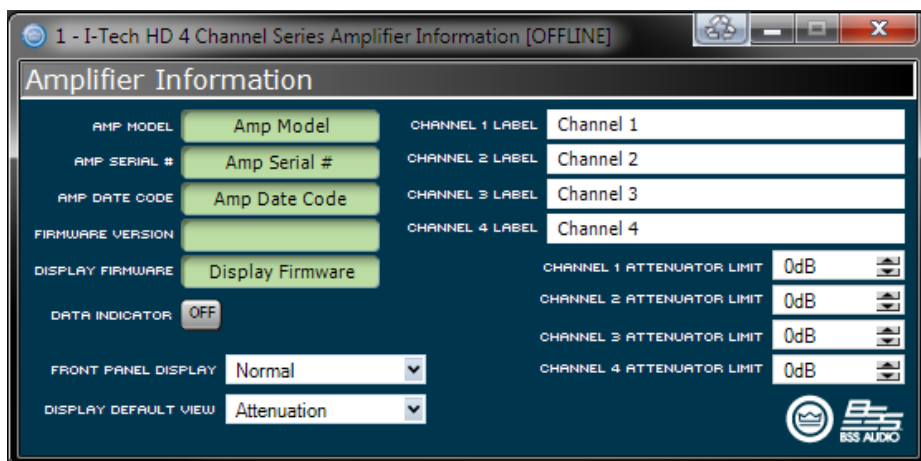 1 - I-Tech HD 4 Channel Series Amplifier Information [OFFLINE]
Amplifier Information
AMP MODEL Amp Model
AMP SERIAL # Amp Serial #
AMP DATE CODE Amp Date Code
FIRMWARE VERSION
DISPLAY FIRMWARE Display Firmware
DATA INDICATOR OFF
FRONT PANEL DISPLAY Normal
DISPLAY DEFAULT VIEW Attenuation
CHANNEL 1 LABEL Channel 1
CHANNEL 2 LABEL Channel 2
CHANNEL 3 LABEL Channel 3
CHANNEL 4 LABEL Channel 4
CHANNEL 1 ATTENUATOR LIMIT 0dB
CHANNEL 2 ATTENUATOR LIMIT 0dB
CHANNEL 3 ATTENUATOR LIMIT 0dB
CHANNEL 4 ATTENUATOR LIMIT 0dB
BSS
BSS AUDIO